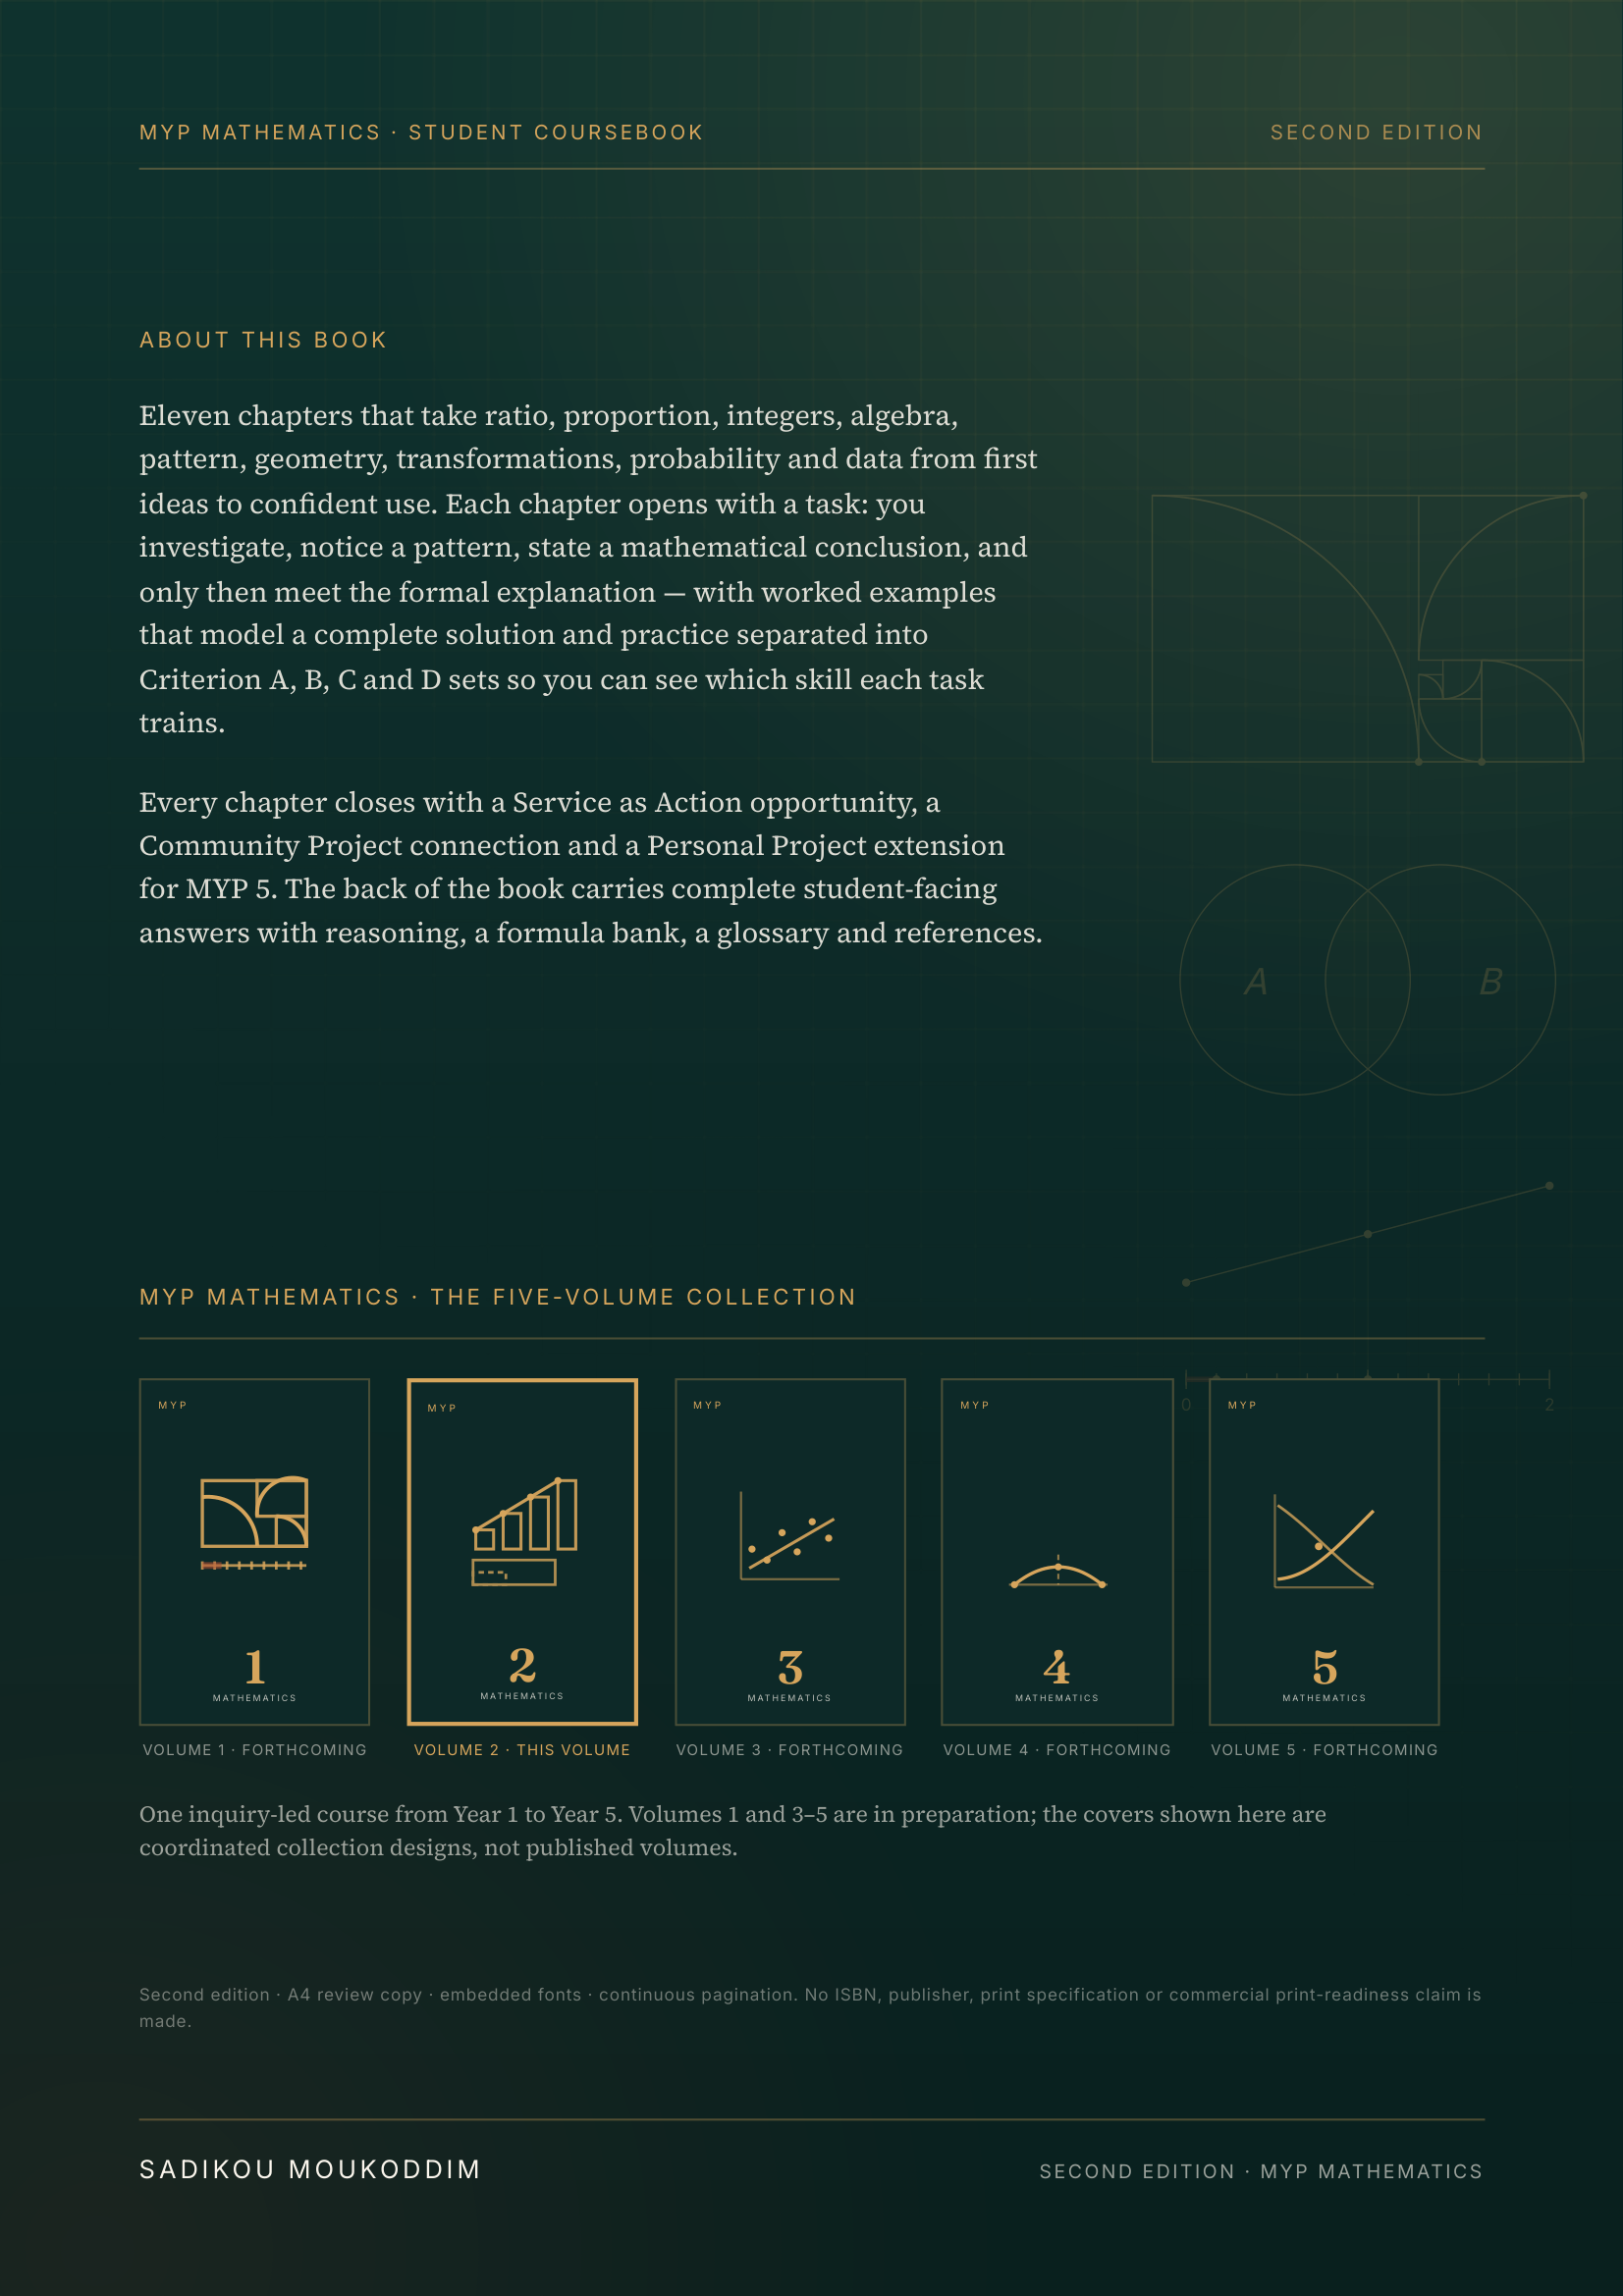 MYP MATHEMATICS · STUDENT COURSEBOOK
SECOND EDITION
ABOUT THIS BOOK
Eleven chapters that take ratio, proportion, integers, algebra,
pattern, geometry, transformations, probability and data from first
ideas to confident use. Each chapter opens with a task: you
investigate, notice a pattern, state a mathematical conclusion, and
only then meet the formal explanation — with worked examples
that model a complete solution and practice separated into
Criterion A, B, C and D sets so you can see which skill each task
trains.
Every chapter closes with a Service as Action opportunity, a
Community Project connection and a Personal Project extension
for MYP 5. The back of the book carries complete student-facing
answers with reasoning, a formula bank, a glossary and references.
A
B
MYP MATHEMATICS · THE FIVE-VOLUME COLLECTION
0
2
MYP
1
MATHEMATICS
VOLUME 1 · FORTHCOMING
MYP
2
MATHEMATICS
VOLUME 2 · THIS VOLUME
MYP
3
MATHEMATICS
VOLUME 3 · FORTHCOMING
MYP
4
MATHEMATICS
VOLUME 4 · FORTHCOMING
MYP
5
MATHEMATICS
VOLUME 5 · FORTHCOMING
One inquiry-led course from Year 1 to Year 5. Volumes 1 and 3–5 are in preparation; the covers shown here are
coordinated collection designs, not published volumes.
Second edition · A4 review copy · embedded fonts · continuous pagination. No ISBN, publisher, print specification or commercial print-readiness claim is
made.
SADIKOU MOUKODDIM
SECOND EDITION · MYP MATHEMATICS